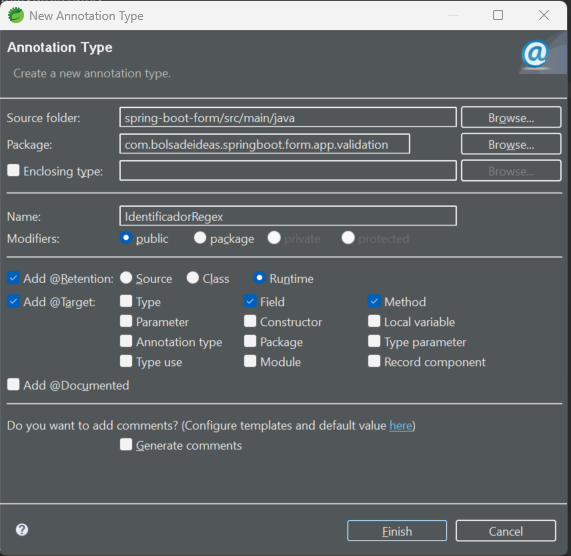 New Annotation Type
Annotation Type
Create a new annotation type.
@
Source folder: spring-boot-form/src/main/java Browse...
Package: com.bolsadeideas.springboot.form.app.validation Browse...
Enclosing type: Browse...
Name: IdentificadorRegex
Modifiers: public package private protected
Add @Retention: Source Class Runtime
Add @Target: Type Field Method
Parameter Constructor Local variable
Annotation type Package Type parameter
Type use Module Record component
Add @Documented
Do you want to add comments? (Configure templates and default value here)
Generate comments
? Finish Cancel